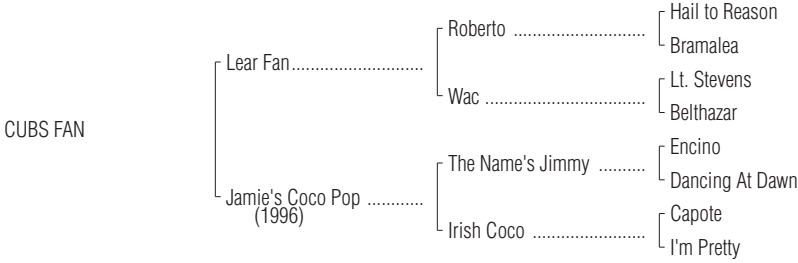 Hail to Reason
Roberto ............................
Bramalea
Lear Fan............................
Lt. Stevens
Wac ..................................
Belthazar
CUBS FAN
Encino
The Name's Jimmy ..........
Dancing At Dawn
Jamie's Coco Pop ............
(1996)
Capote
Irish Coco ........................
I'm Pretty